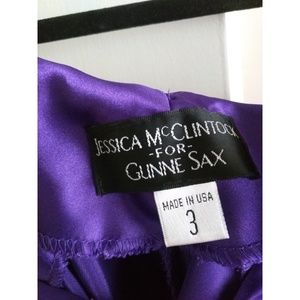 JESSICA MCCLINTOCK
-FOR-
GUNNE SAX
MADE IN USA
3